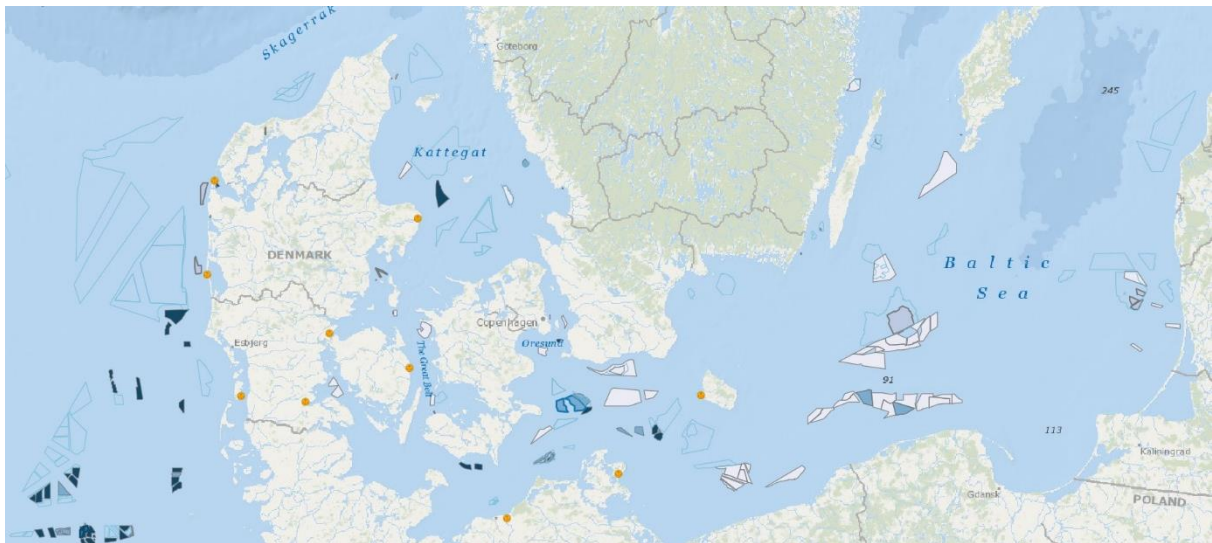 Skagerrak
Göteborg
245
Kattegat
DENMARK
Baltic
Sea
Copenhagen
Esbjerg
Oresund
The Great Belt
91
113
Kaliningrad
Gdansk
POLAND